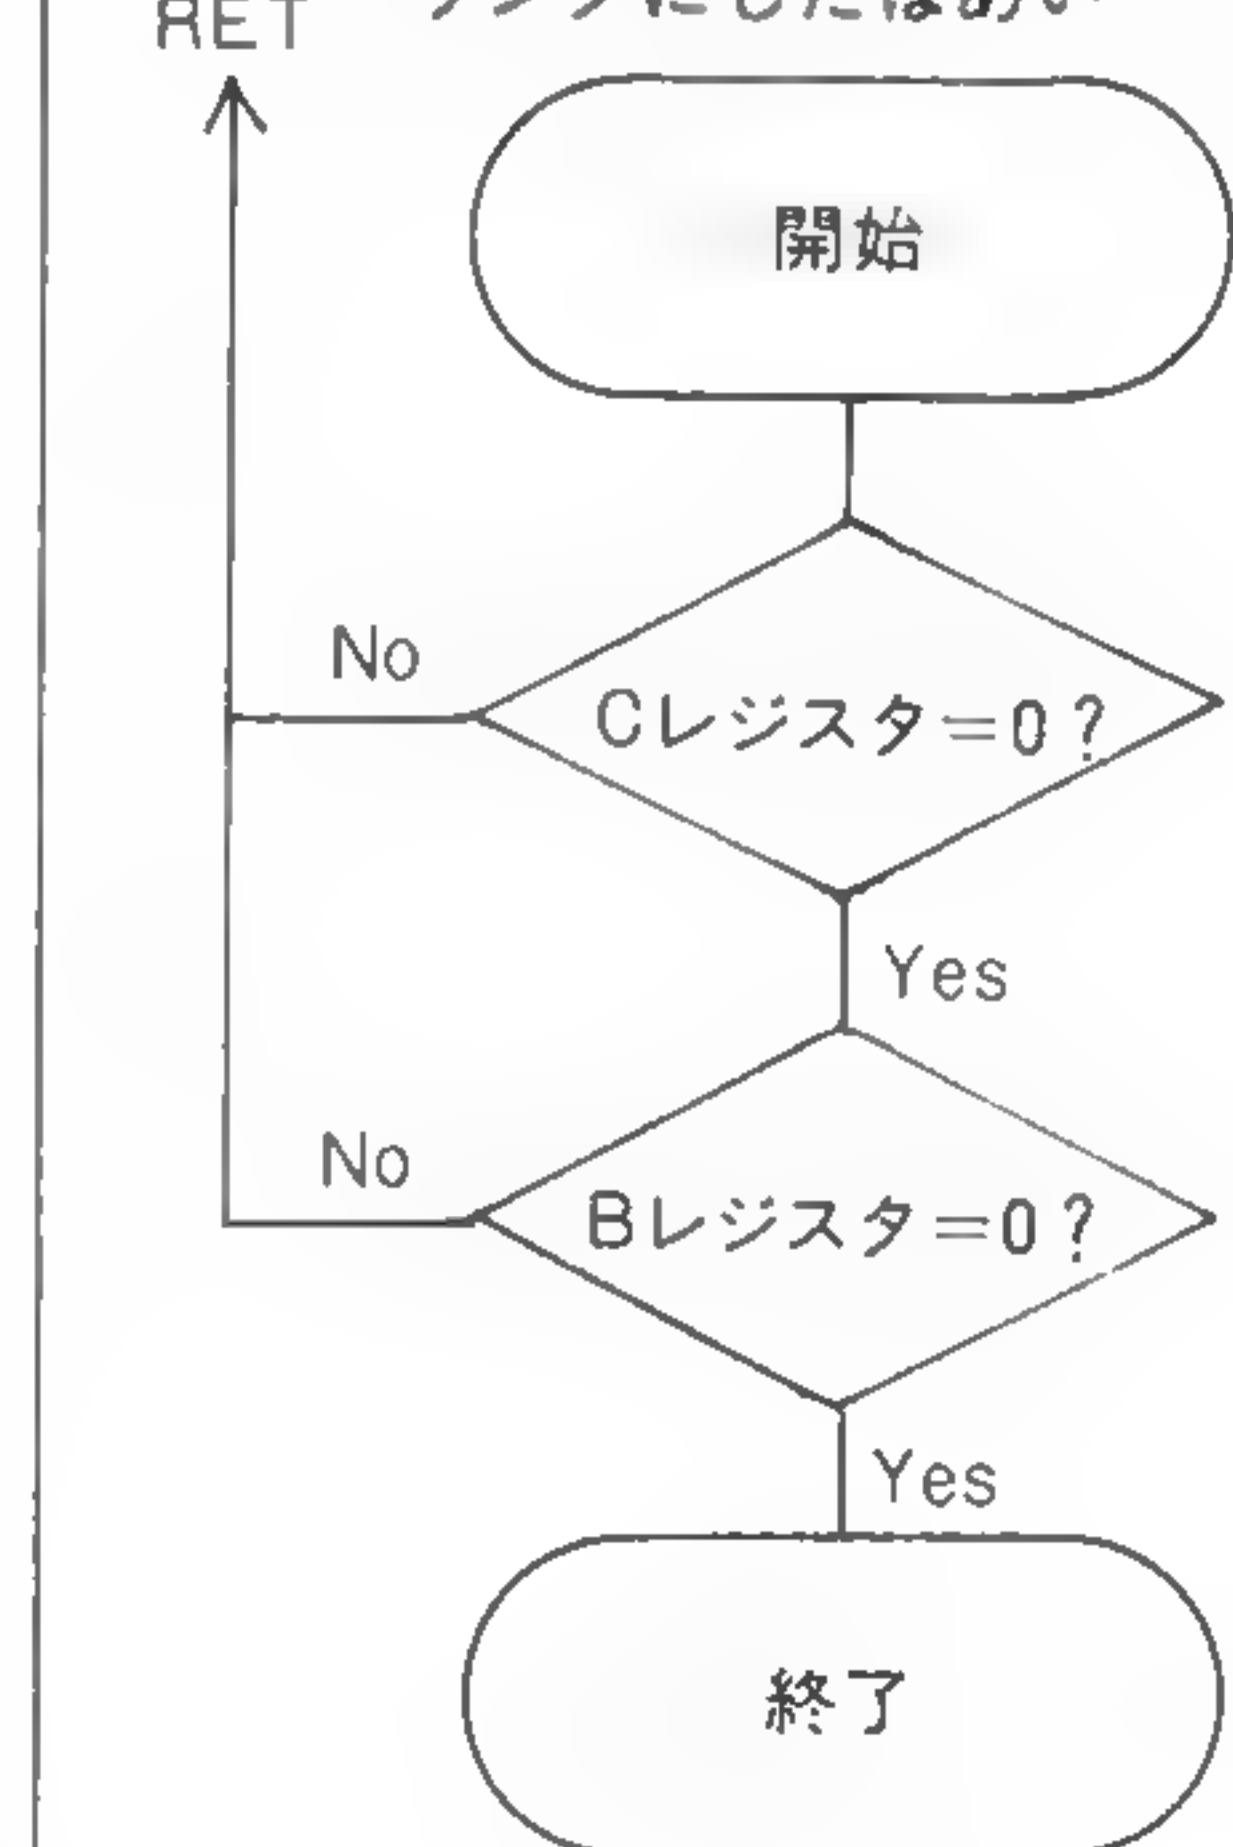 RET
開始
No
Cレジスタ=0?
Yes
No
Bレジスタ=0?
Yes
終了